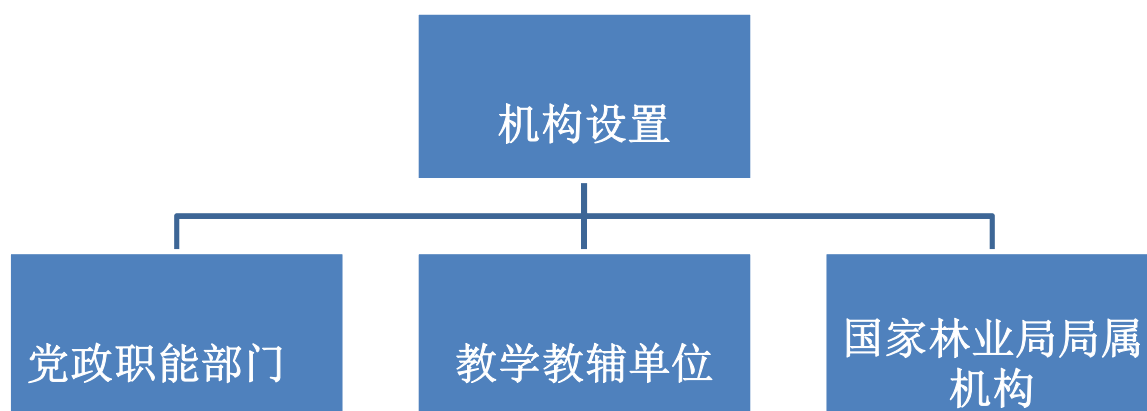 机构设置
党政职能部门
教学教辅单位
国家林业局局属
机构